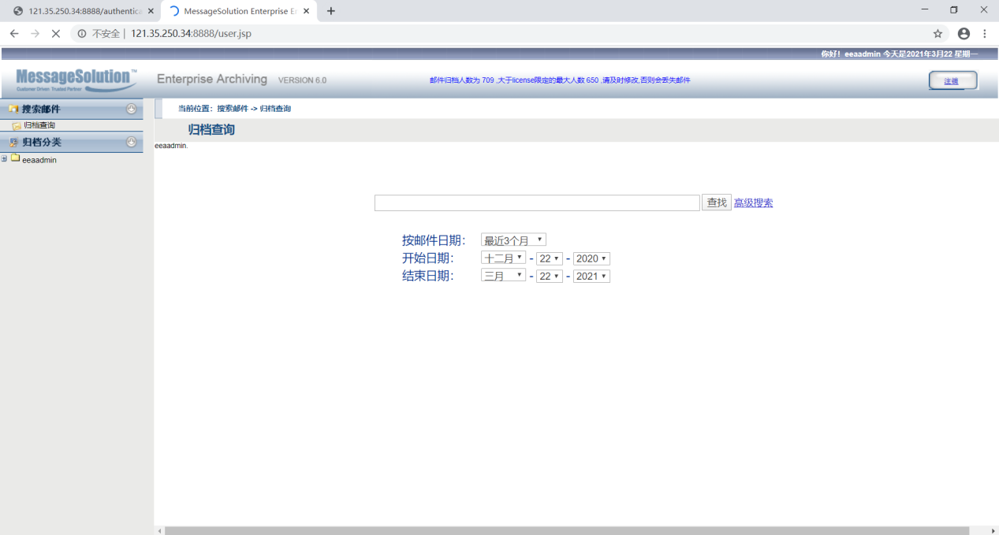 121.35.250.34:8888/authentica
MessageSolution Enterprise E
不安全 | 121.35.250.34:8888/user.jsp
你好！eeaadmin 今天是2021年3月22 星期一
MessageSolution™
Customer Driven Trusted Partner
Enterprise Archiving VERSION 6.0
邮件归档人数为 709 ,大于license限定的最大人数 650 ,请及时修改,否则会丢失邮件
注销
搜索邮件
当前位置：搜索邮件 -> 归档查询
归档查询
归档查询
归档分类
eeaadmin.
eeaadmin
查找 高级搜索
按邮件日期： 最近3个月
开始日期： 十二月 - 22 - 2020
结束日期： 三月 - 22 - 2021